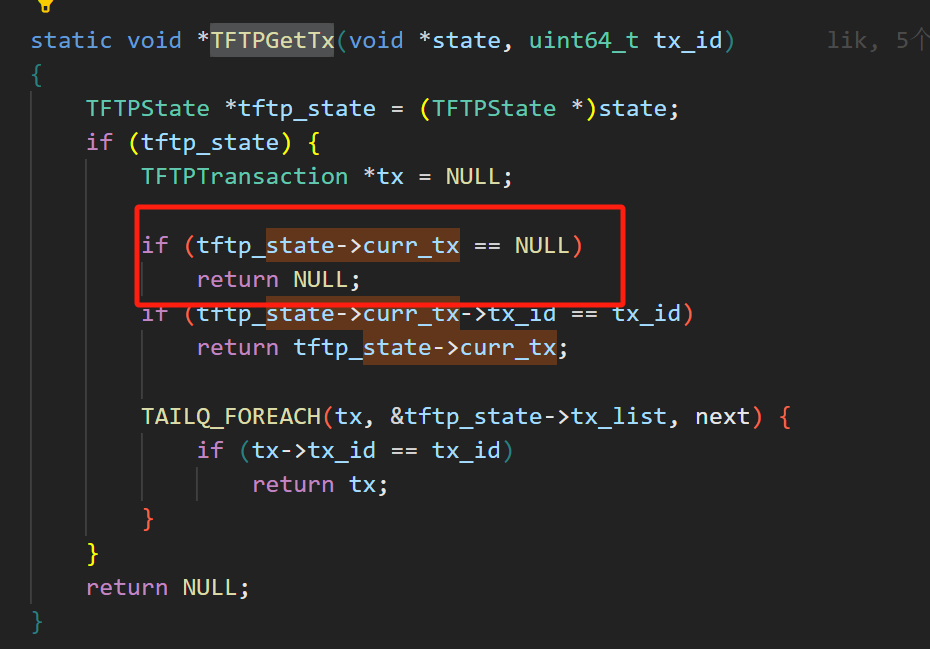 static void *TFTPGetTx(void *state, uint64_t tx_id) lik, 5个
{
    TFTPState *tftp_state = (TFTPState *)state;
    if (tftp_state) {
        TFTPTransaction *tx = NULL;
        if (tftp_state->curr_tx == NULL)
            return NULL;
        if (tftp_state->curr_tx->tx_id == tx_id)
            return tftp_state->curr_tx;
        TAILQ_FOREACH(tx, &tftp_state->tx_list, next) {
            if (tx->tx_id == tx_id)
                return tx;
        }
    }
    return NULL;
}